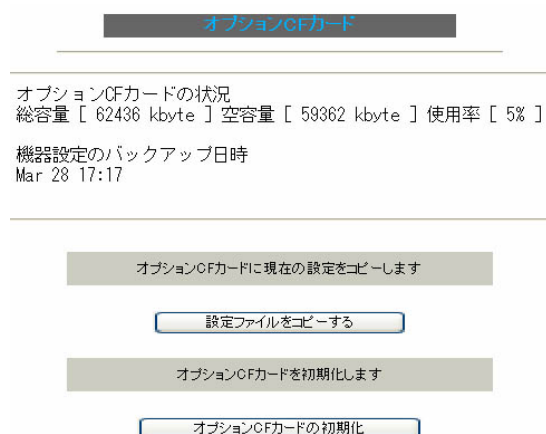 オプションCFカード
オプションCFカードの状況
総容量 [ 62436 kbyte ] 空容量 [ 59362 kbyte ] 使用率 [ 5% ]
機器設定のバックアップ日時
Mar 28 17:17
オプションCFカードに現在の設定をコピーします
設定ファイルをコピーする
オプションCFカードを初期化します
オプションCFカードの初期化